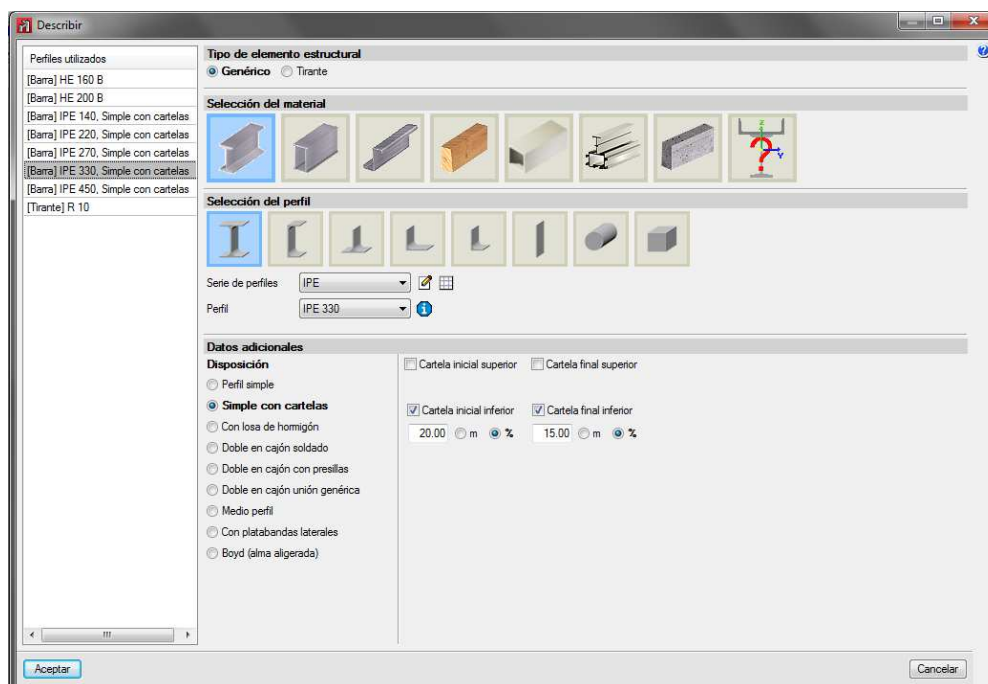 Describir
Perfiles utilizados
[Barra] HE 160 B
[Barra] HE 200 B
[Barra] IPE 140, Simple con cartelas
[Barra] IPE 220, Simple con cartelas
[Barra] IPE 270, Simple con cartelas
[Barra] IPE 330, Simple con cartelas
[Barra] IPE 450, Simple con cartelas
[Tirante] R 10
Tipo de elemento estructural
Genérico Tirante
Selección del material
z
Y
?
Selección del perfil
Serie de perfiles IPE
Perfil IPE 330
Datos adicionales
Disposición
Perfil simple
Simple con cartelas
Con losa de hormigón
Doble en cajón soldado
Doble en cajón con presillas
Doble en cajón unión genérica
Medio perfil
Con platabandas laterales
Boyd (alma aligerada)
Cartela inicial superior Cartela final superior
Cartela inicial inferior Cartela final inferior
20.00 m % 15.00 m %
Aceptar Cancelar